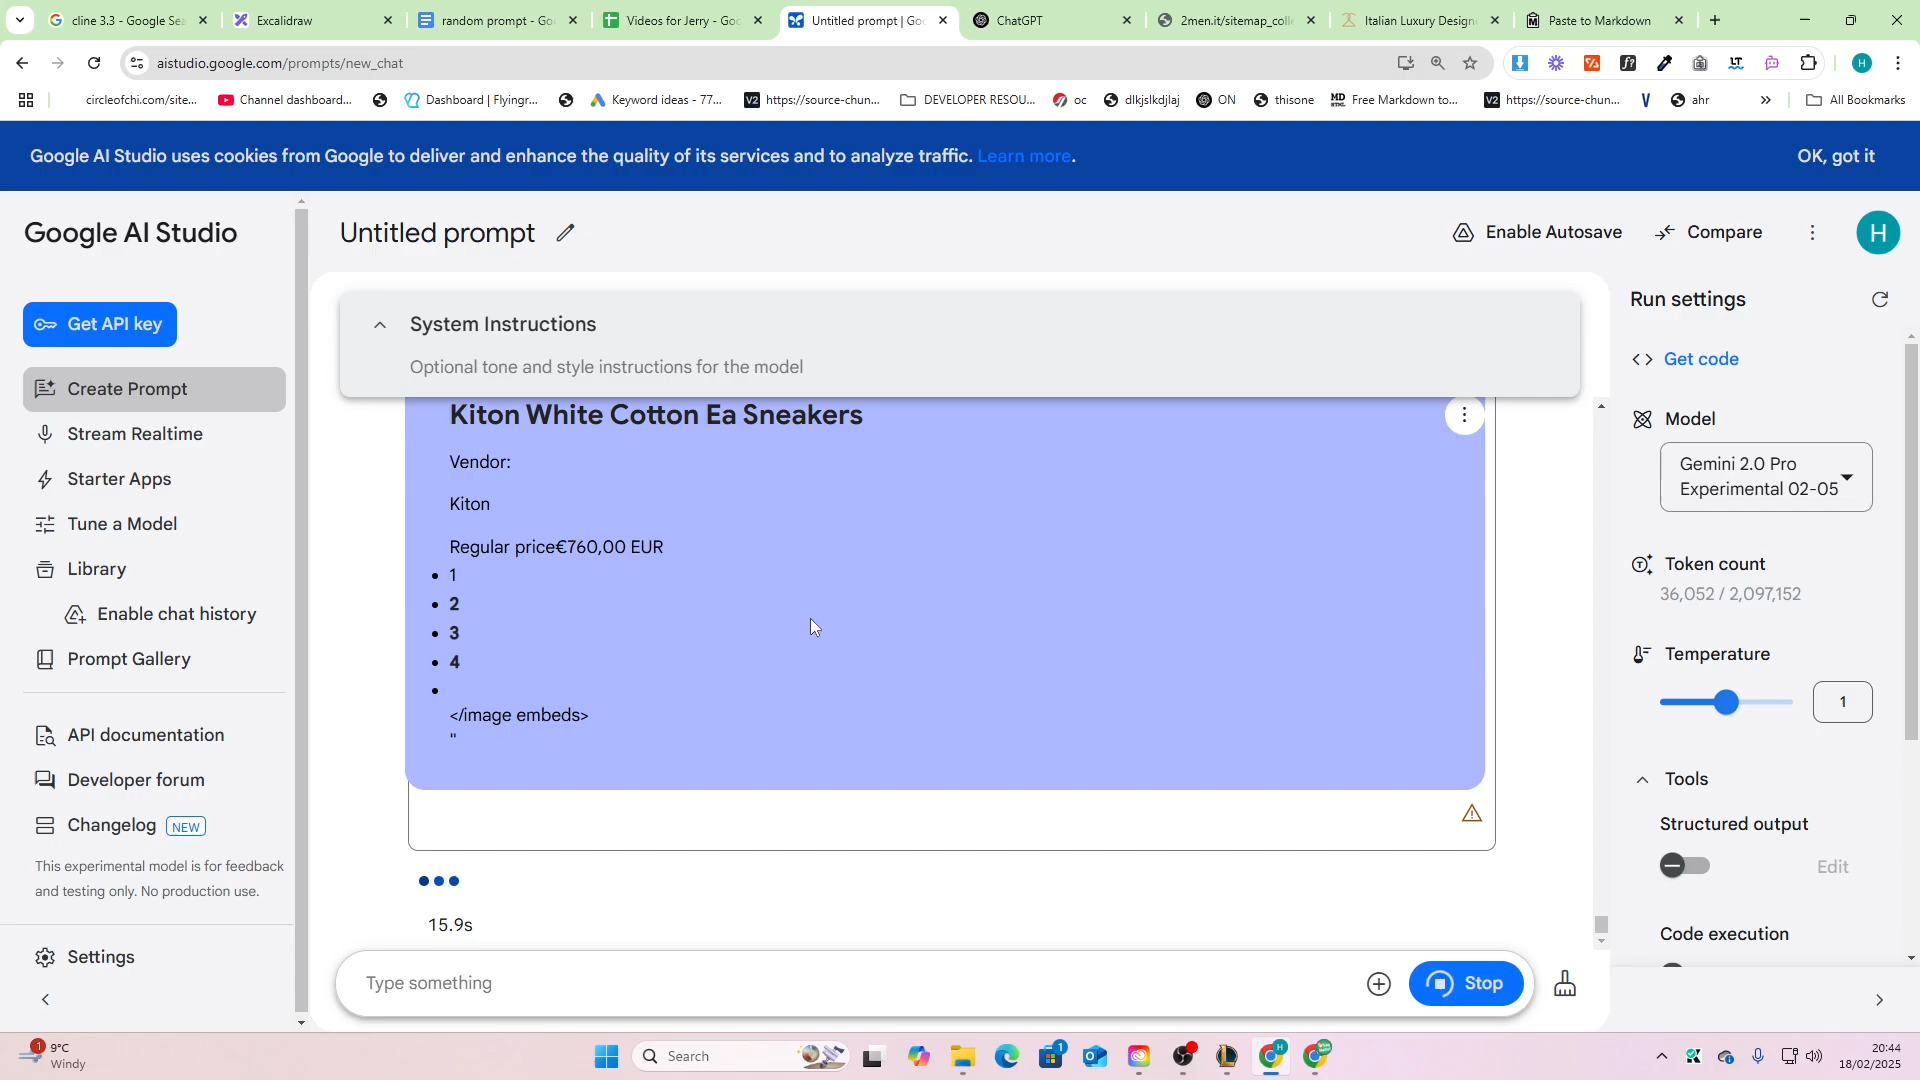 cline 3.3 - Google Sea
Excalidraw
random prompt - Go
Videos for Jerry - Goo
Untitled prompt | Goo
ChatGPT
2men.it/sitemap_colle
Italian Luxury Design
Paste to Markdown
aistudio.google.com/prompts/new_chat
circleofchi.com/site...
Channel dashboard...
Dashboard | Flyingr...
Keyword ideas - 77...
https://source-chun...
DEVELOPER RESOU...
oc
dlkjslkdjlaj
ON
thisone
Free Markdown to...
https://source-chun...
ahr
All Bookmarks
Google AI Studio uses cookies from Google to deliver and enhance the quality of its services and to analyze traffic. Learn more.
OK, got it
Google AI Studio
Untitled prompt
Enable Autosave
Compare
H
Get API key
Create Prompt
Stream Realtime
Starter Apps
Tune a Model
Library
Enable chat history
Prompt Gallery
API documentation
Developer forum
Changelog NEW
This experimental model is for feedback
and testing only. No production use.
Settings
System Instructions
Optional tone and style instructions for the model
Kiton White Cotton Ea Sneakers
Vendor:
Kiton
Regular price€760,00 EUR
1
2
3
4
</image embeds>
"
15.9s
Type something
Stop
Run settings
Get code
Model
Gemini 2.0 Pro
Experimental 02-05
Token count
36,052 / 2,097,152
Temperature
1
Tools
Structured output
Edit
Code execution
1
9°C
Windy
Search
1
20:44
18/02/2025